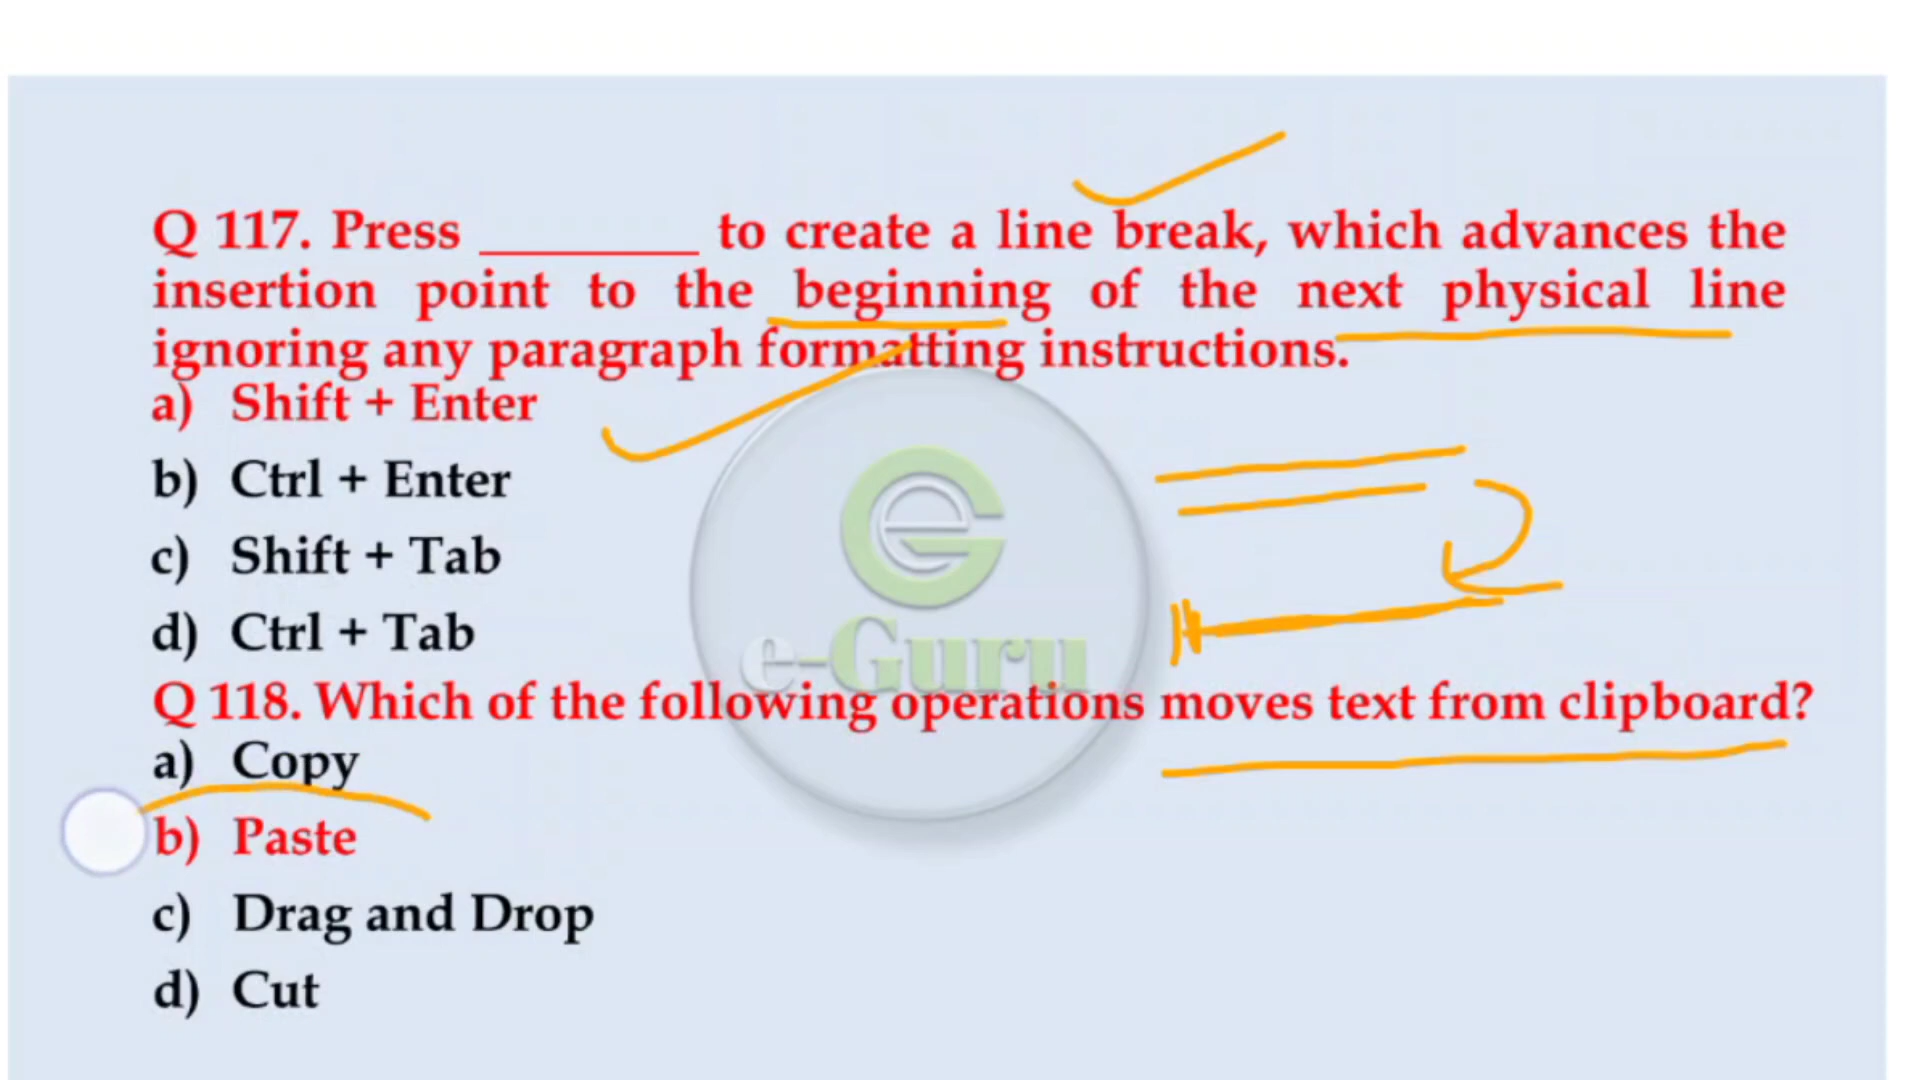 Q 117. Press ________ to create a line break, which advances the
insertion point to the beginning of the next physical line
ignoring any paragraph formatting instructions.
a) Shift + Enter
b) Ctrl + Enter
c) Shift + Tab
d) Ctrl + Tab
e-Guru
Q 118. Which of the following operations moves text from clipboard?
a) Copy
b) Paste
c) Drag and Drop
d) Cut